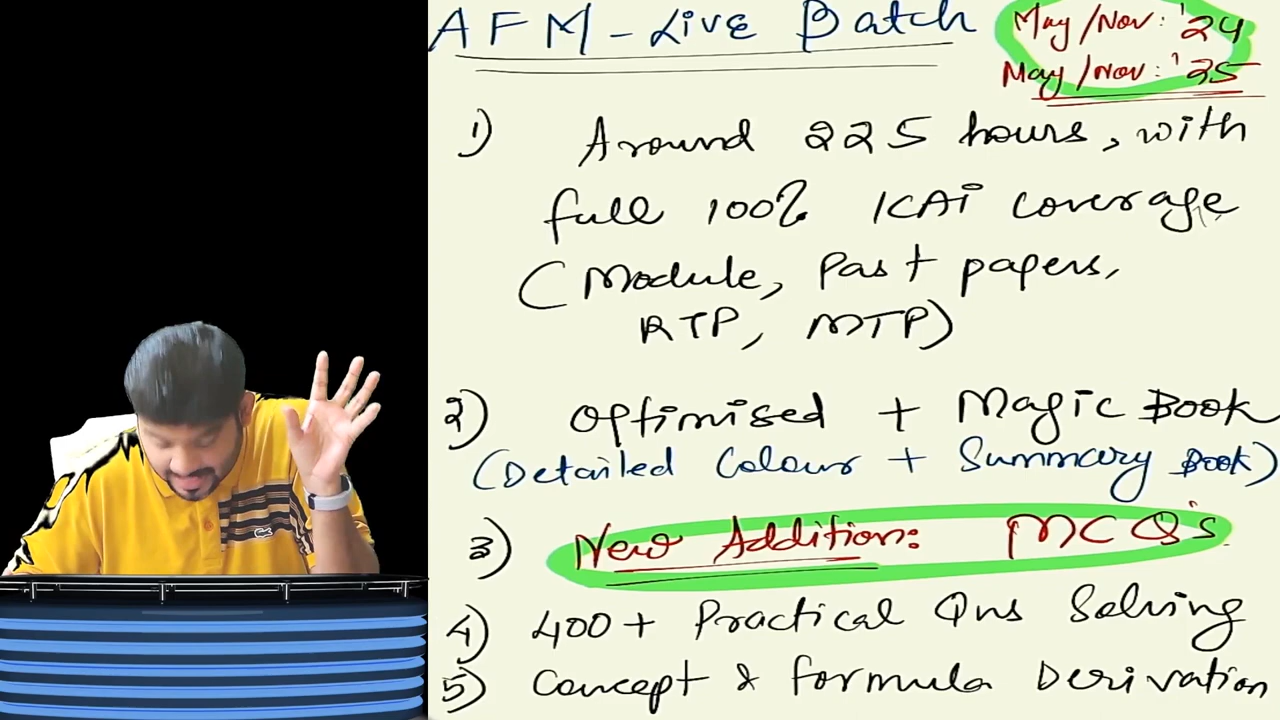 AFM - Live Batch
May/Nov: '24
May/Nov: '25
1) Around 225 hours, with
full 100% ICAI coverage
(Module, Past papers,
RTP, MTP)
2) Optimised + Magic Book
(Detailed Colour + Summary Book)
3) New Addition: MCQ's
4) 400+ Practical Qns Solving
5) Concept & formula Derivation